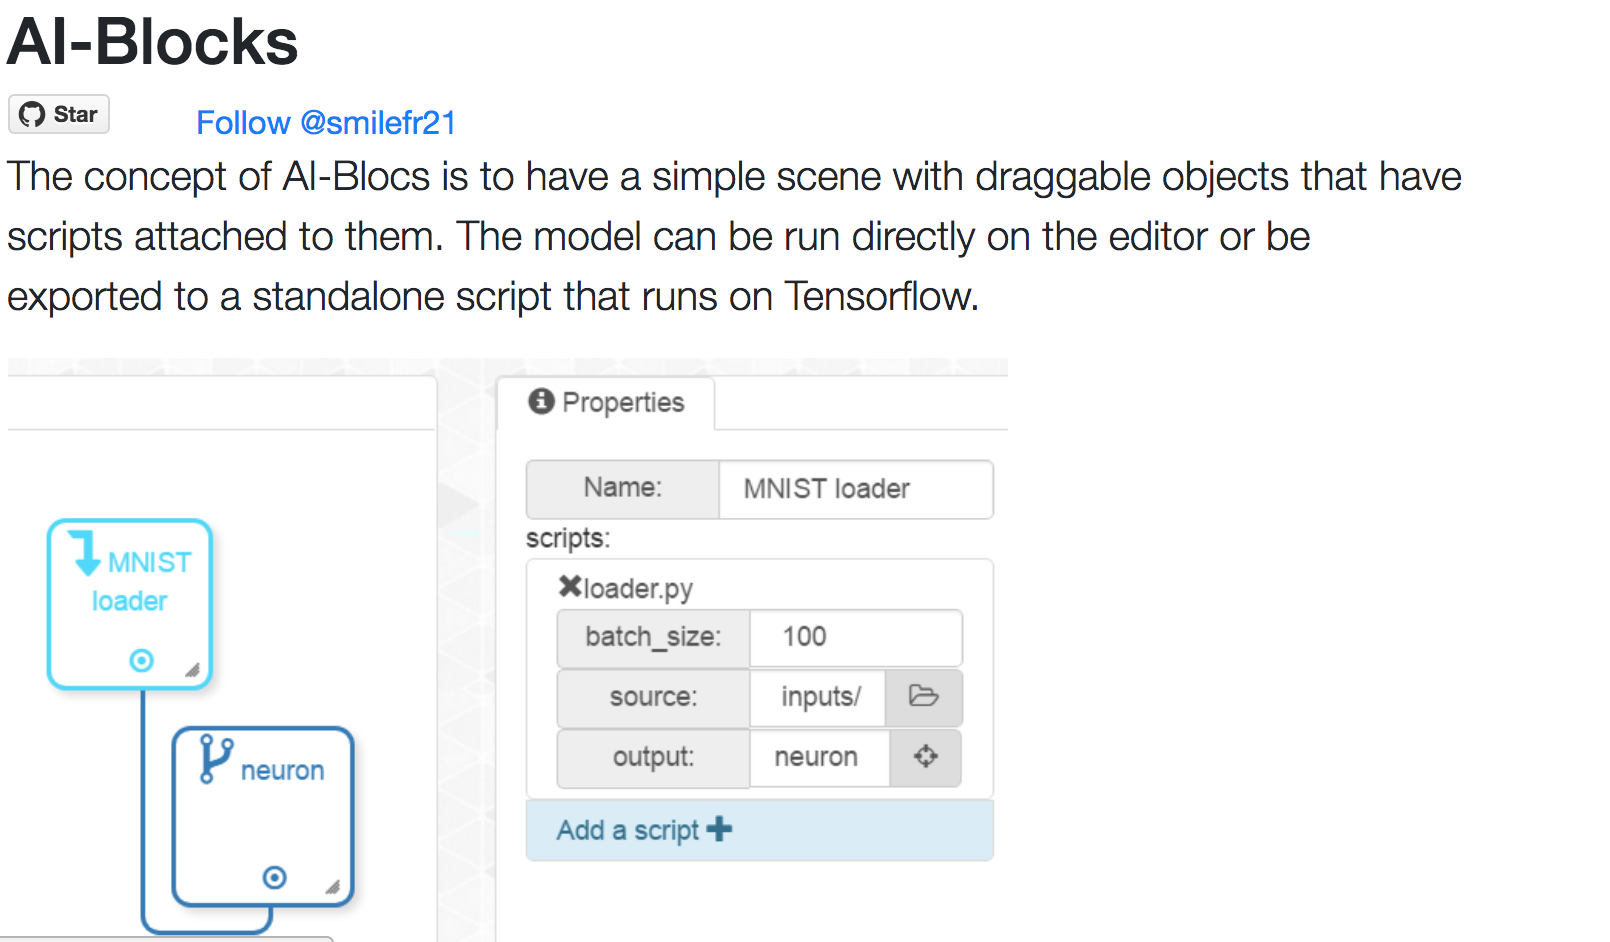 AI-Blocks
Star
Follow @smilefr21
The concept of AI-Blocs is to have a simple scene with draggable objects that have
scripts attached to them. The model can be run directly on the editor or be
exported to a standalone script that runs on Tensorflow.
Properties
Name: MNIST loader
scripts:
loader.py
batch_size: 100
source: inputs/
output: neuron
Add a script
MNIST
loader
neuron